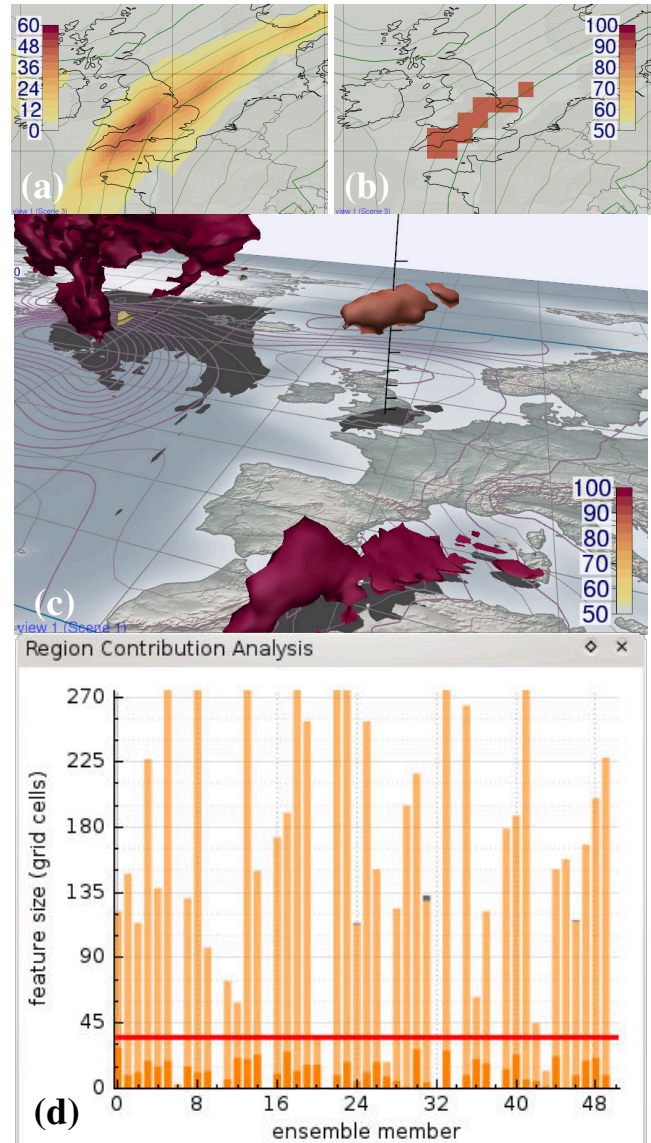 60
48
36
24
12
0
(a)
view 1 (Scene 3)
100
90
80
70
60
50
(b)
view 1 (Scene 3)
0
100
90
80
70
60
50
(c)
view 1 (Scene 1)
Region Contribution Analysis
270
225
180
135
90
45
0
feature size (grid cells)
0 8 16 24 32 40 48
ensemble member
(d)